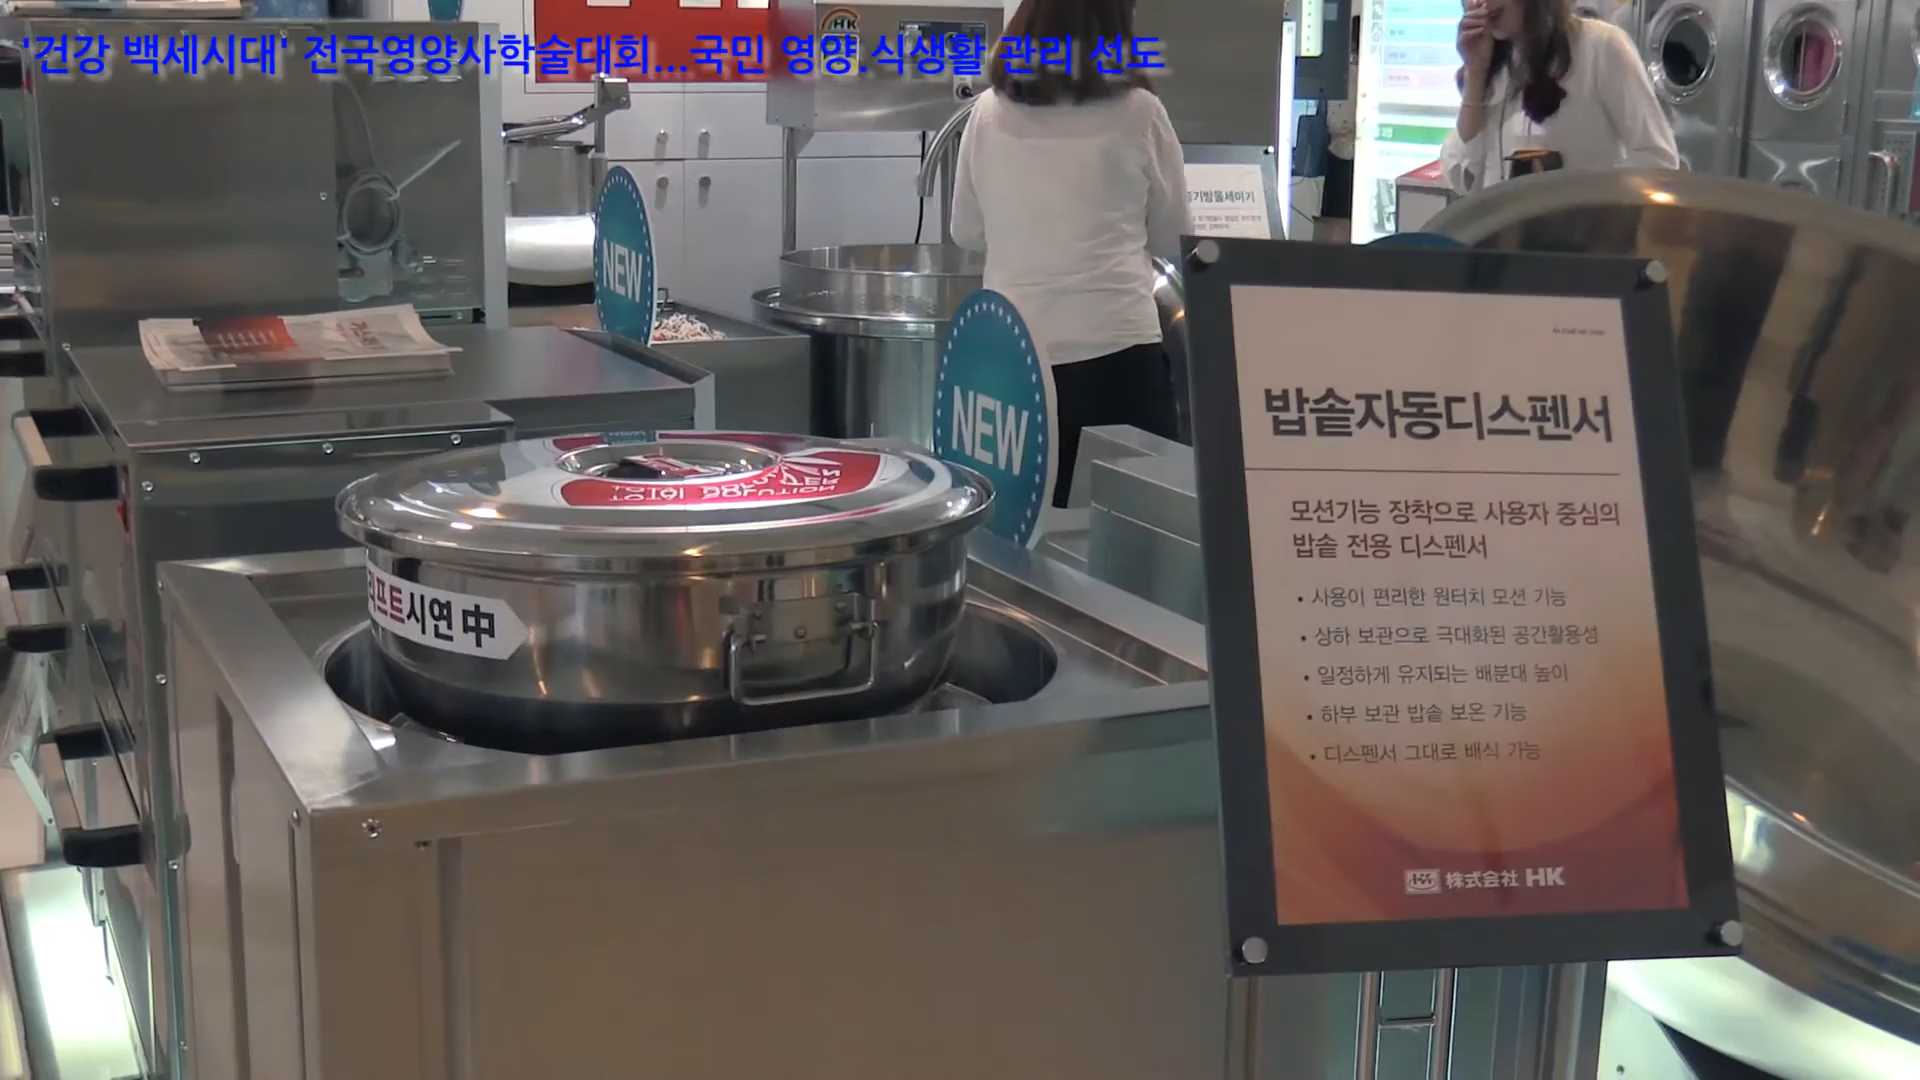 '건강 백세시대' 전국영양사학술대회...국민 영양.식생활 관리 선도
HK
NEW
NEW
리프트시연 中
밥솥자동디스펜서
모션기능 장착으로 사용자 중심의
밥솥 전용 디스펜서
• 사용이 편리한 원터치 모션 기능
• 상하 보관으로 극대화된 공간활용성
• 일정하게 유지되는 배분대 높이
• 하부 보관 밥솥 보온 기능
• 디스펜서 그대로 배식 가능
株式会社 HK